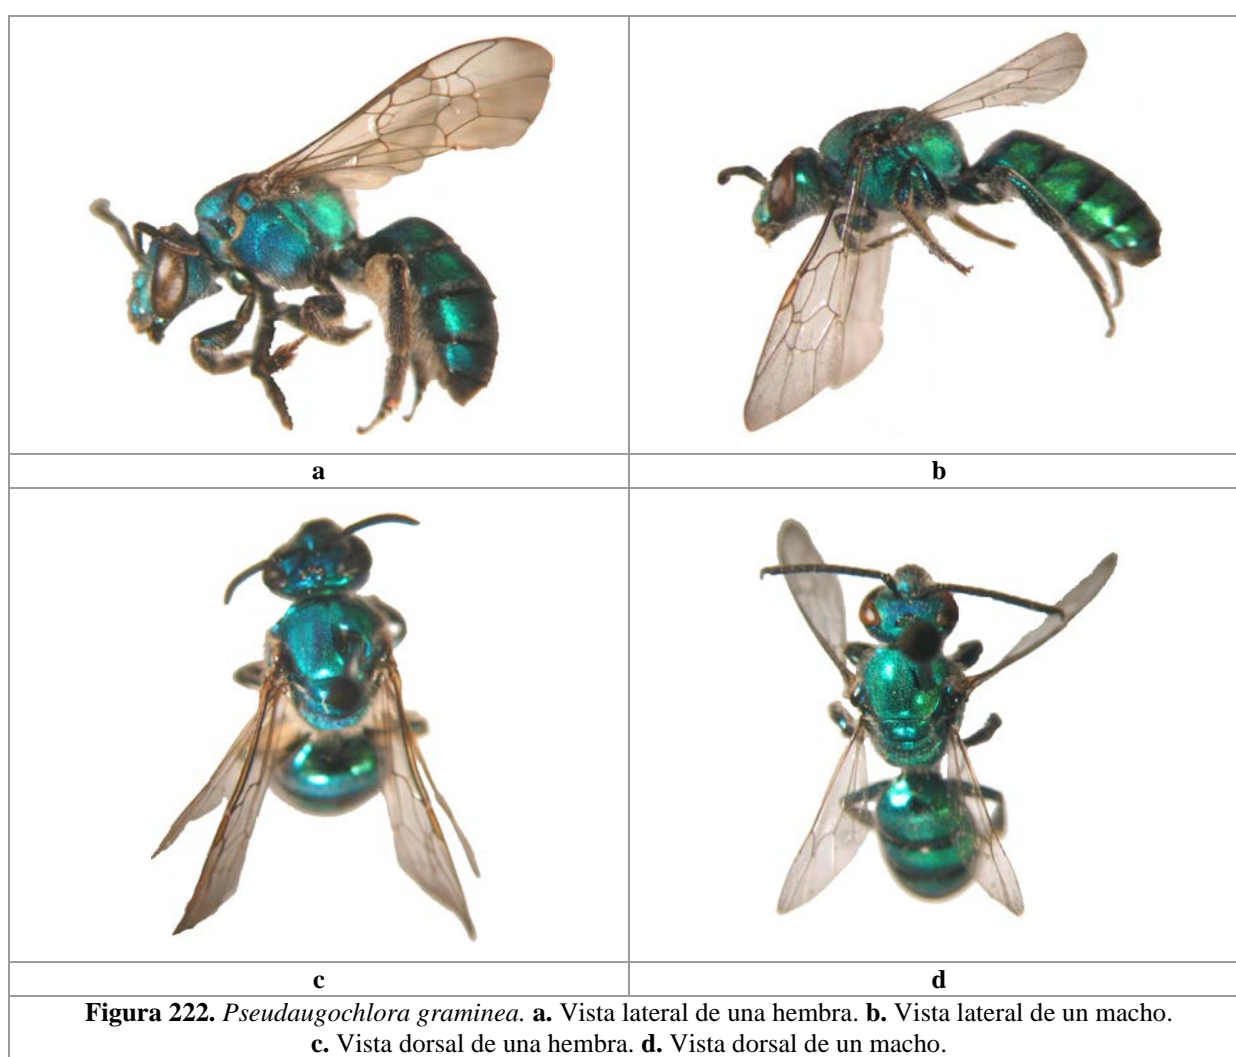 a
b
c
d
Figura 222. Pseudaugochlora graminea. a. Vista lateral de una hembra. b. Vista lateral de un macho.
c. Vista dorsal de una hembra. d. Vista dorsal de un macho.